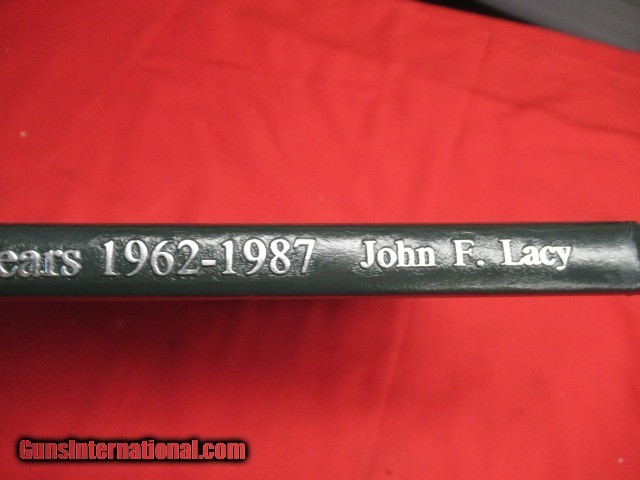 ears 1962-1987 John F. Lacy
GunsInternational.com